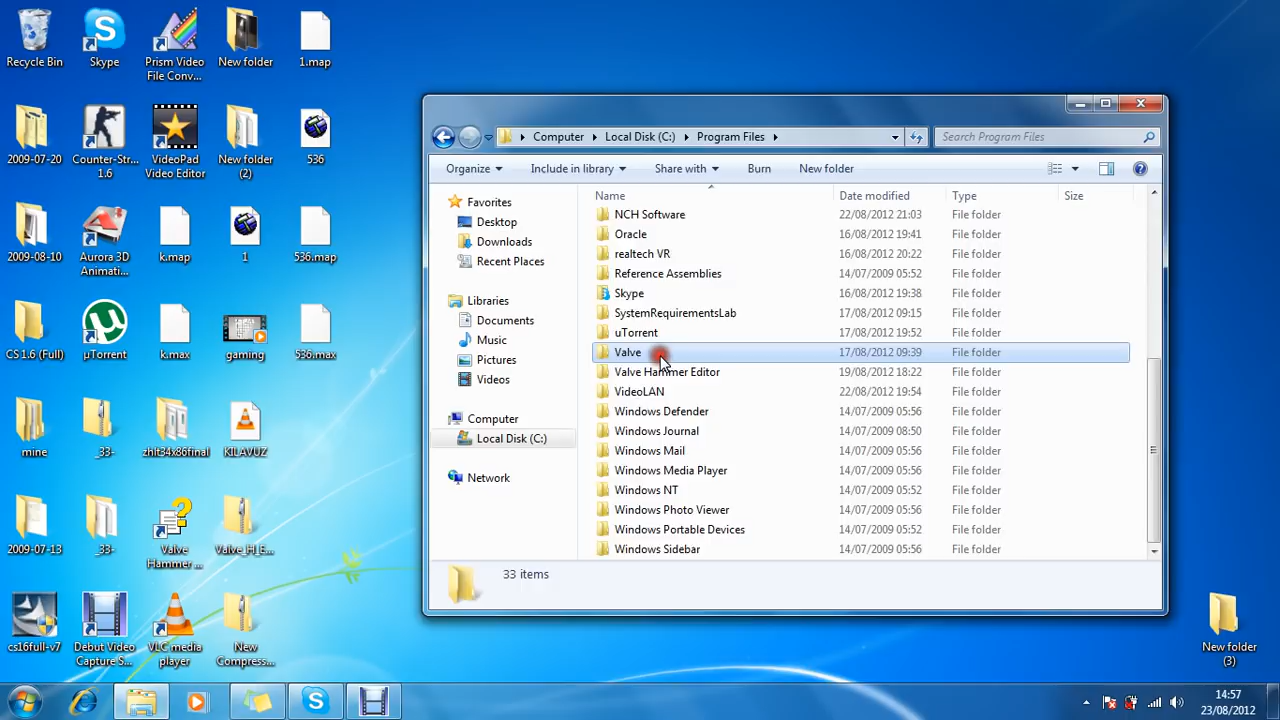 Recycle Bin
Skype
Prism Video
File Conv...
New folder
1.map
2009-07-20
Counter-Str...
1.6
VideoPad
Video Editor
New folder
(2)
536
2009-08-10
Aurora 3D
Animati...
k.map
1
536.map
CS 1.6 (Full)
µTorrent
k.max
gaming
536.max
mine
_33-
zhlt34x86final
KILAVUZ
2009-07-13
_33-
Valve
Hammer ...
Valve_H_E...
cs16full-v7
Debut Video
Capture S...
VLC media
player
New
Compress...
Computer
Local Disk (C:)
Program Files
Search Program Files
Organize
Include in library
Share with
Burn
New folder
Favorites
Desktop
Downloads
Recent Places
Libraries
Documents
Music
Pictures
Videos
Computer
Local Disk (C:)
Network
Name Date modified Type Size
NCH Software 22/08/2012 21:03 File folder
Oracle 16/08/2012 19:41 File folder
realtech VR 16/08/2012 20:22 File folder
Reference Assemblies 14/07/2009 05:52 File folder
Skype 16/08/2012 19:38 File folder
SystemRequirementsLab 17/08/2012 09:15 File folder
uTorrent 17/08/2012 19:52 File folder
Valve 17/08/2012 09:39 File folder
Valve Hammer Editor 19/08/2012 18:22 File folder
VideoLAN 22/08/2012 19:54 File folder
Windows Defender 14/07/2009 05:56 File folder
Windows Journal 14/07/2009 08:50 File folder
Windows Mail 14/07/2009 05:56 File folder
Windows Media Player 14/07/2009 05:56 File folder
Windows NT 14/07/2009 05:52 File folder
Windows Photo Viewer 14/07/2009 05:56 File folder
Windows Portable Devices 14/07/2009 05:52 File folder
Windows Sidebar 14/07/2009 05:56 File folder
33 items
New folder
(3)
14:57
23/08/2012